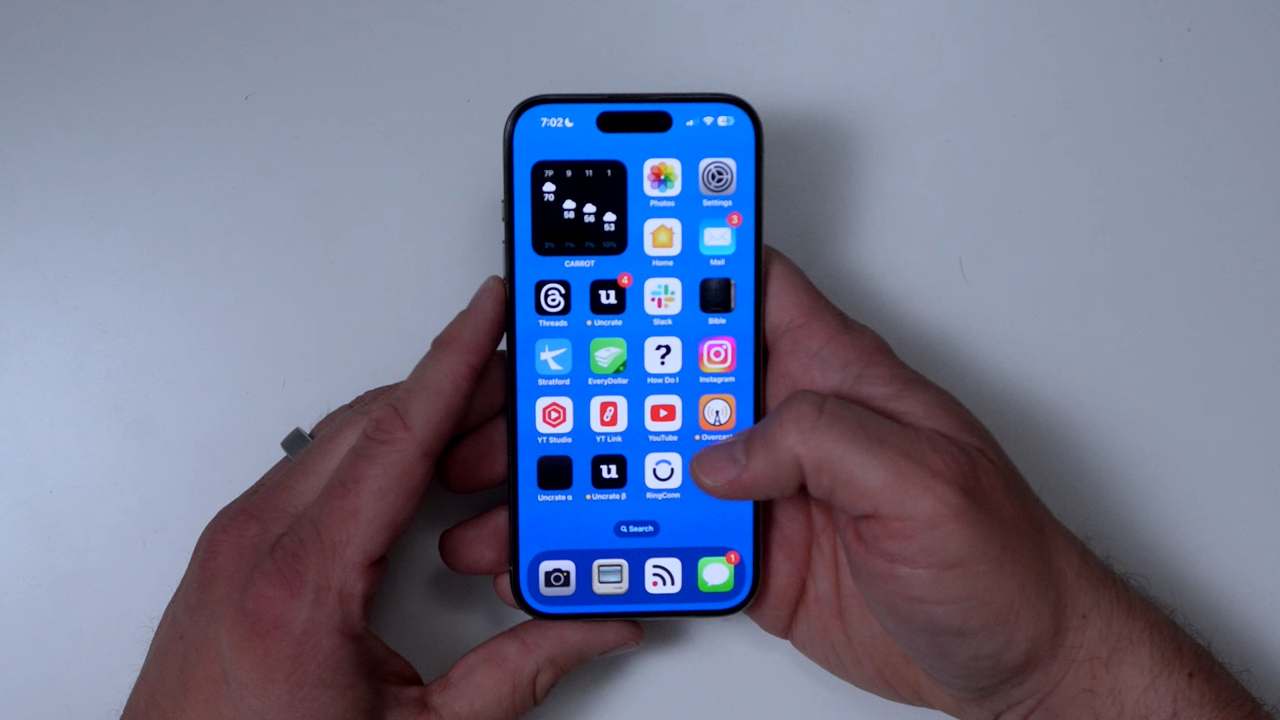 7:02
7P 9 11 1
70
58
56
53
CARROT
Photos
Settings
3
Home
Mail
4
Threads
u
Uncrate
Slack
Bible
Stratford
EveryDollar
?
How Do I
Instagram
YT Studio
YT Link
YouTube
Overcast
Uncrate α
u
Uncrate β
RingConn
Search
1